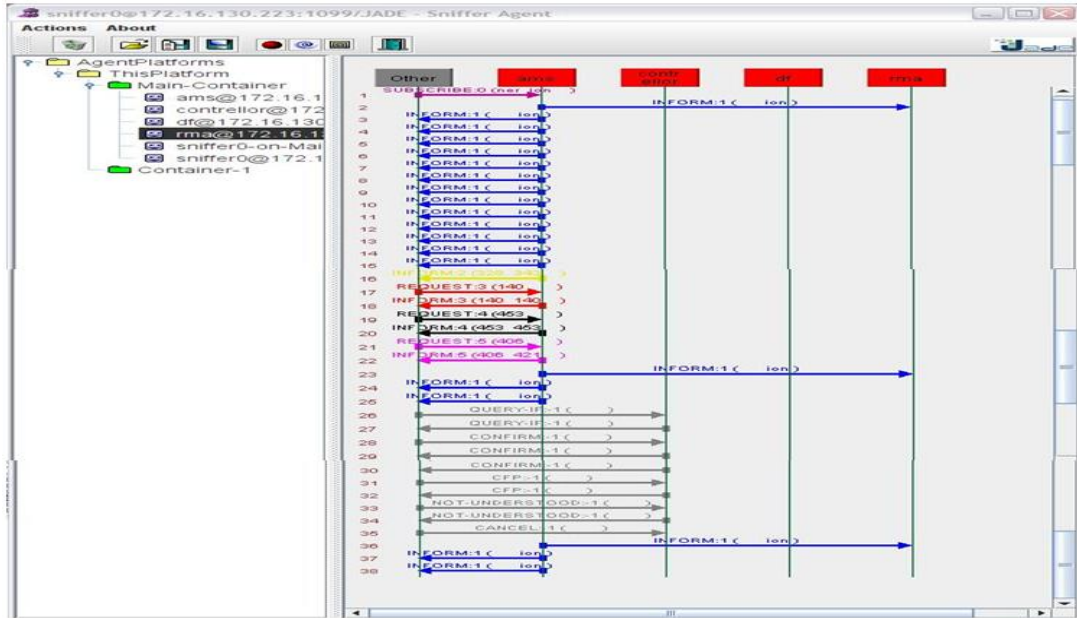 sniffer0@172.16.130.223:1099/JADE - Sniffer Agent
Actions About
Jade
AgentPlatforms
ThisPlatform
Main-Container
ams@172.16.1
contrellor@172
df@172.16.130
rma@172.16.13
sniffer0-on-Mai
sniffer0@172.1
Container-1
Other ams contr ellor df rma
1 SUBSCRIBE:0 (ner ion )
2 INFORM:1 ( ion)
3 INFORM:1 ( ion)
4 INFORM:1 ( ion)
5 INFORM:1 ( ion)
6 INFORM:1 ( ion)
7 INFORM:1 ( ion)
8 INFORM:1 ( ion)
9 INFORM:1 ( ion)
10 INFORM:1 ( ion)
11 INFORM:1 ( ion)
12 INFORM:1 ( ion)
13 INFORM:1 ( ion)
14 INFORM:1 ( ion)
15 INFORM:1 ( ion)
16 INFORM:2 ( )
17 REQUEST:3 (140 )
18 INFORM:3 (140 140 )
19 REQUEST:4 (453 )
20 INFORM:4 (453 453 )
21 REQUEST:5 (406 )
22 INFORM:5 (406 421 )
23 INFORM:1 ( ion)
24 INFORM:1 ( ion)
25 INFORM:1 ( ion)
26 QUERY-IF:-1 ( )
27 QUERY-IF:-1 ( )
28 CONFIRM:-1 ( )
29 CONFIRM:-1 ( )
30 CONFIRM:-1 ( )
31 CFP:-1 ( )
32 CFP:-1 ( )
33 NOT-UNDERSTOOD:-1 ( )
34 NOT-UNDERSTOOD:-1 ( )
35 CANCEL:-1 ( )
36 INFORM:1 ( ion)
37 INFORM:1 ( ion)
38 INFORM:1 ( ion)